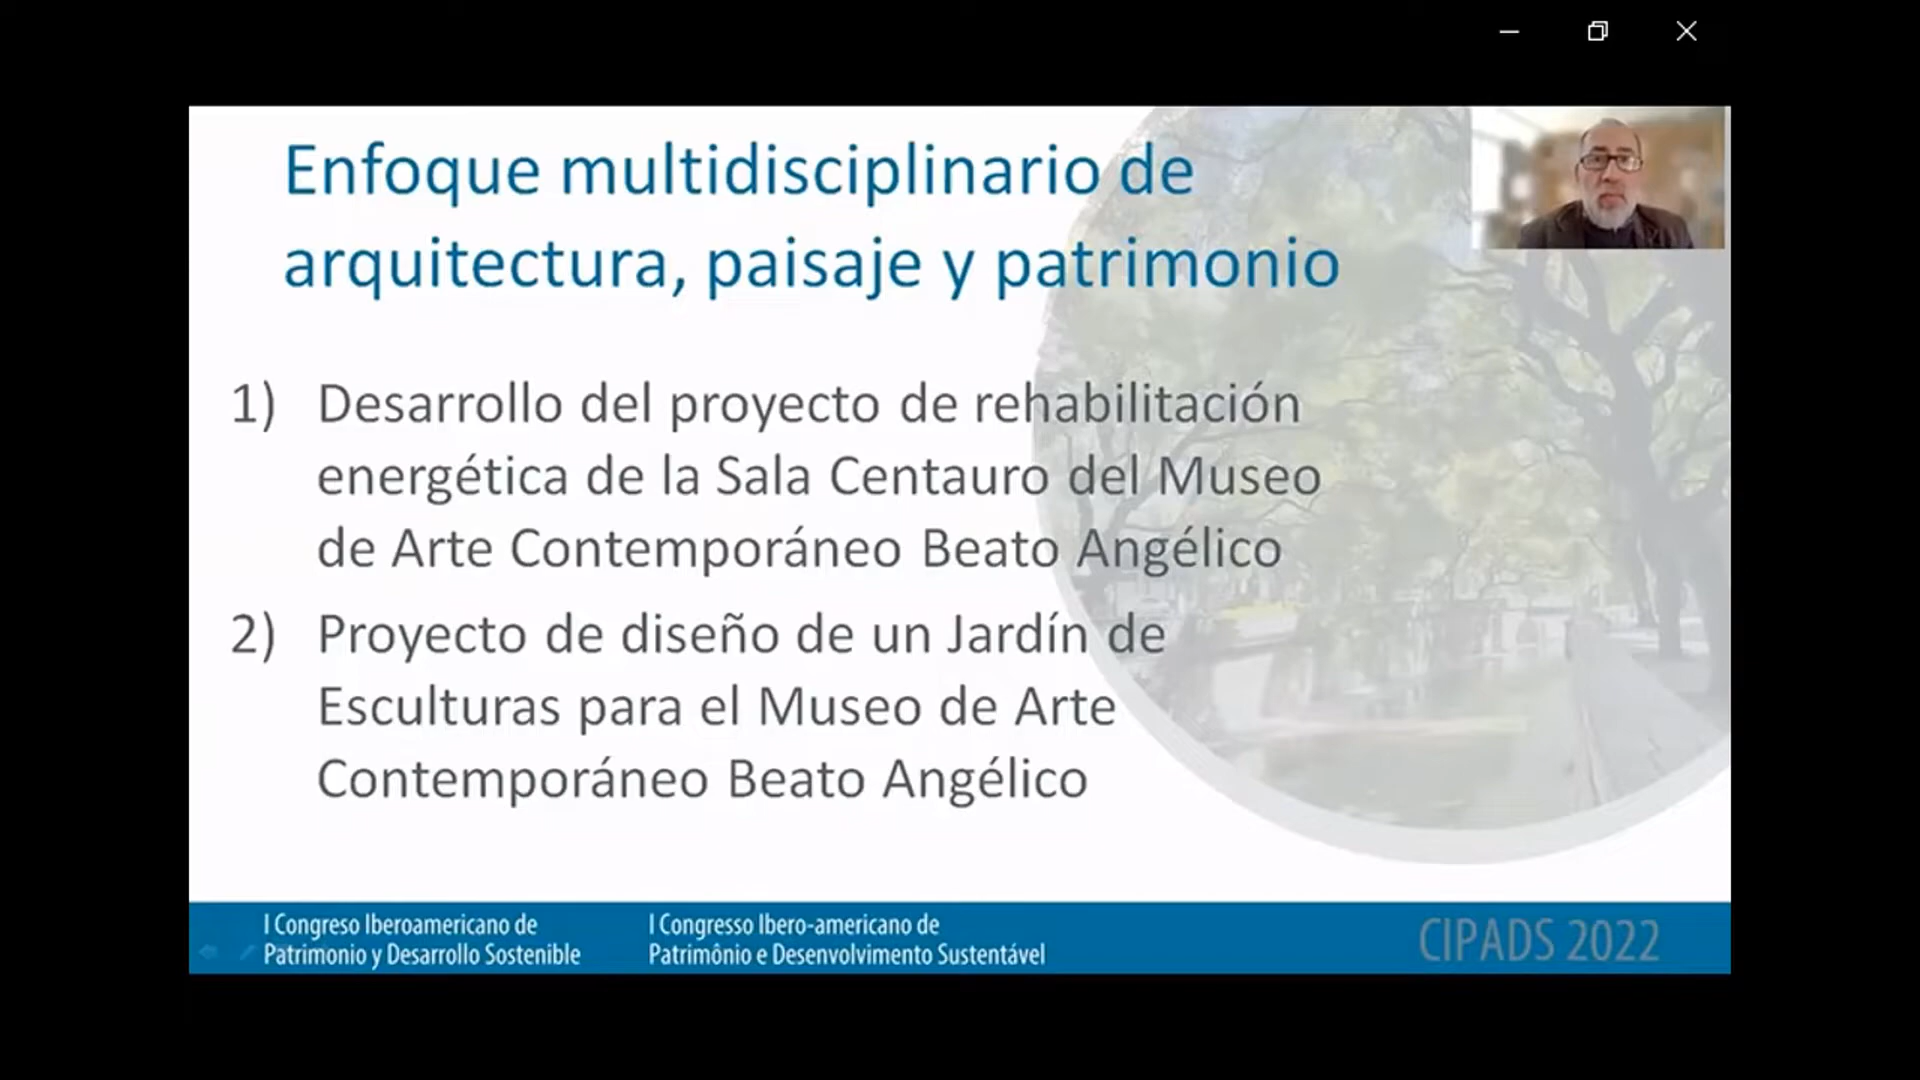 Enfoque multidisciplinario de
arquitectura, paisaje y patrimonio
1) Desarrollo del proyecto de rehabilitación
energética de la Sala Centauro del Museo
de Arte Contemporáneo Beato Angélico
2) Proyecto de diseño de un Jardín de
Esculturas para el Museo de Arte
Contemporáneo Beato Angélico
I Congreso Iberoamericano de
Patrimonio y Desarrollo Sostenible
I Congresso Ibero-americano de
Patrimônio e Desenvolvimento Sustentável
CIPADS 2022